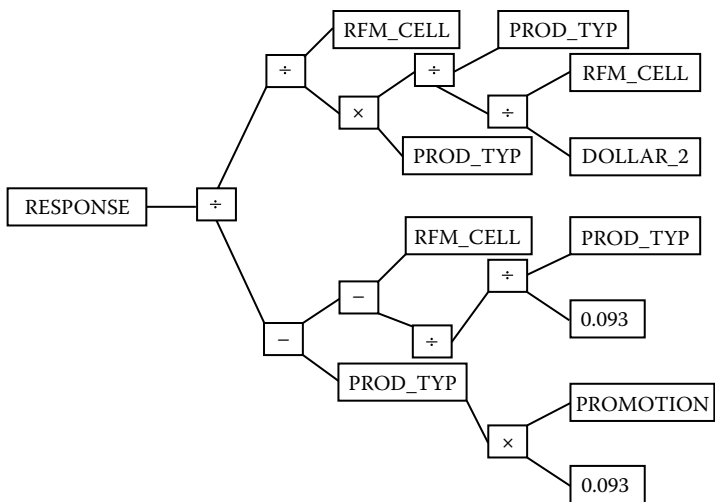 RFM_CELL
PROD_TYP
÷
÷
RFM_CELL
×
÷
PROD_TYP
DOLLAR_2
RESPONSE
÷
RFM_CELL
PROD_TYP
÷
−
0.093
−
÷
PROD_TYP
PROMOTION
×
0.093